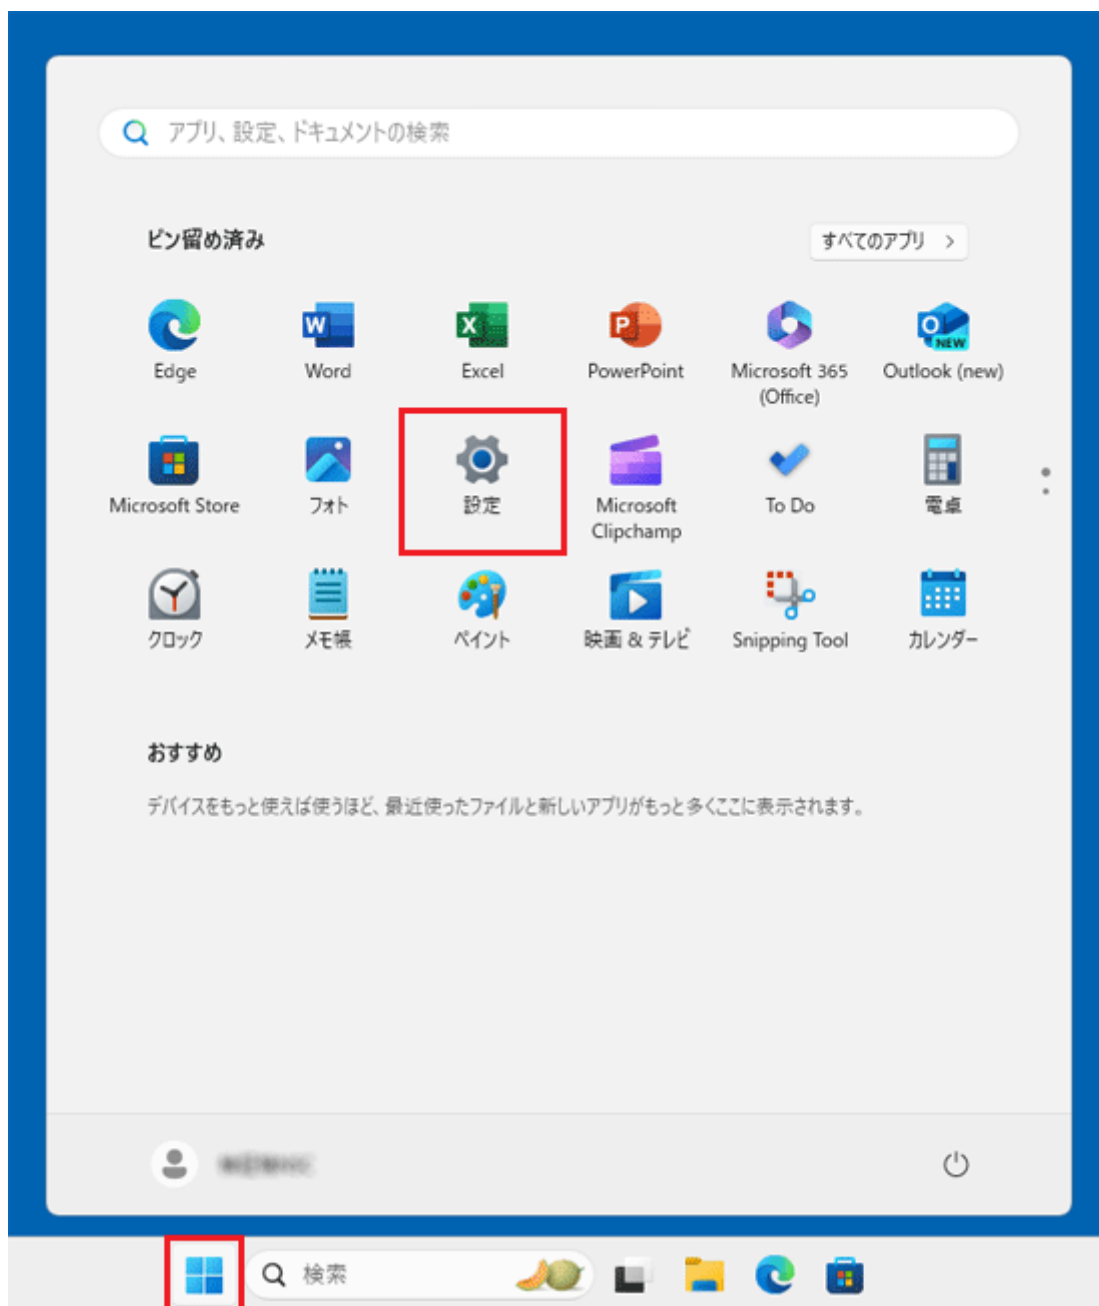 アプリ、設定、ドキュメントの検索
ピン留め済み
すべてのアプリ >
Edge
Word
Excel
PowerPoint
Microsoft 365
(Office)
Outlook (new)
Microsoft Store
フォト
設定
Microsoft
Clipchamp
To Do
電卓
クロック
メモ帳
ペイント
映画 & テレビ
Snipping Tool
カレンダー
おすすめ
デバイスをもっと使えば使うほど、最近使ったファイルと新しいアプリがもっと多くここに表示されます。
検索